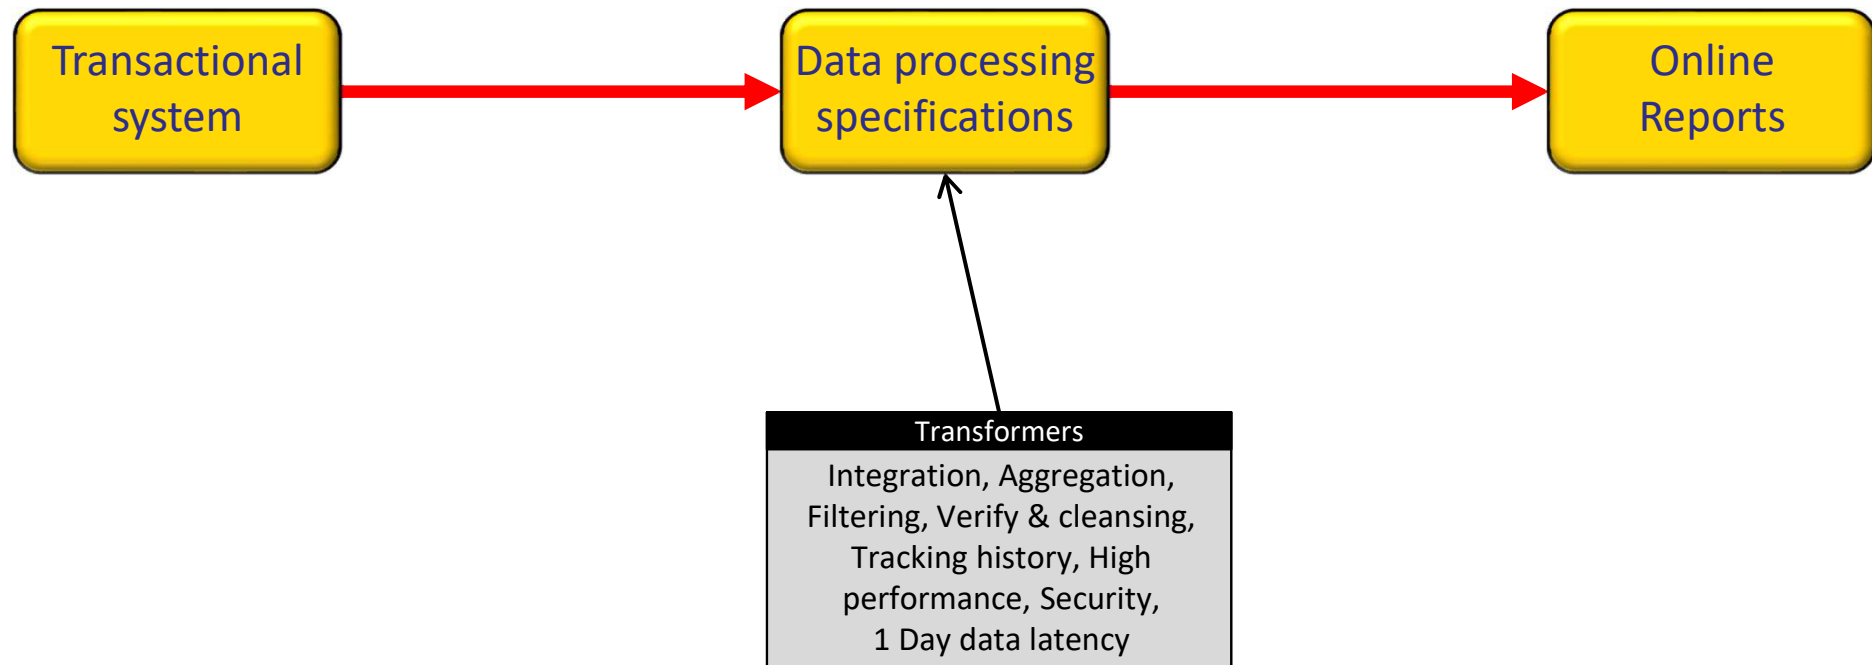 Transactional
system
Data processing
specifications
Online
Reports
Transformers
Integration, Aggregation,
Filtering, Verify & cleansing,
Tracking history, High
performance, Security,
1 Day data latency